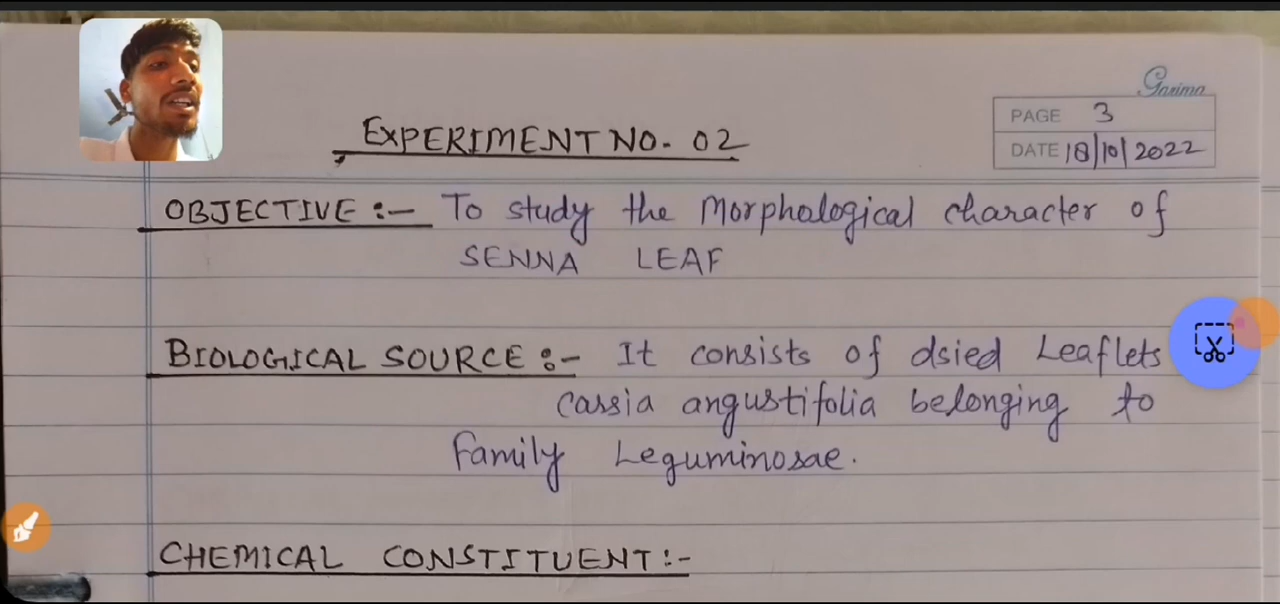 Garima
PAGE 3
DATE 18/10/2022
EXPERIMENT NO. 02
OBJECTIVE :- To study the Morphological character of
SENNA LEAF
BIOLOGICAL SOURCE :- It consists of dsied Leaflets
cassia angustifolia belonging to
family Leguminosae.
CHEMICAL CONSTITUENT :-